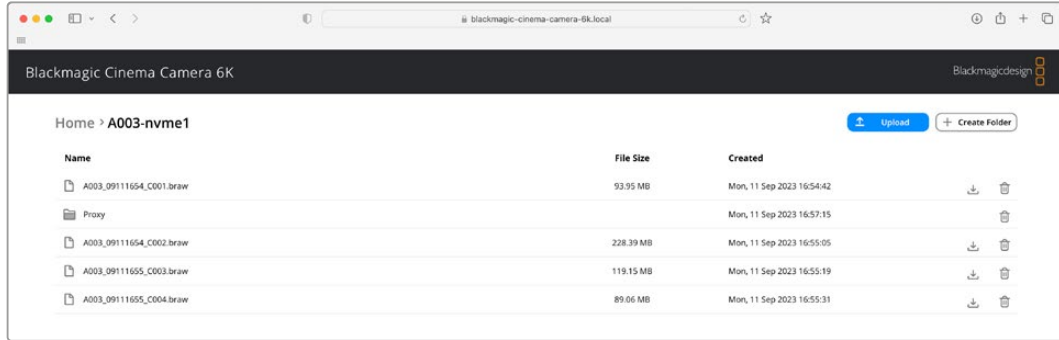 blackmagic-cinema-camera-6k.local
Blackmagic Cinema Camera 6K
Blackmagicdesign
Home > A003-nvme1
Upload
+ Create Folder
Name File Size Created
A003_09111654_C001.braw 93.95 MB Mon, 11 Sep 2023 16:54:42
Proxy Mon, 11 Sep 2023 16:57:15
A003_09111654_C002.braw 228.39 MB Mon, 11 Sep 2023 16:55:05
A003_09111655_C003.braw 119.15 MB Mon, 11 Sep 2023 16:55:19
A003_09111655_C004.braw 89.06 MB Mon, 11 Sep 2023 16:55:31